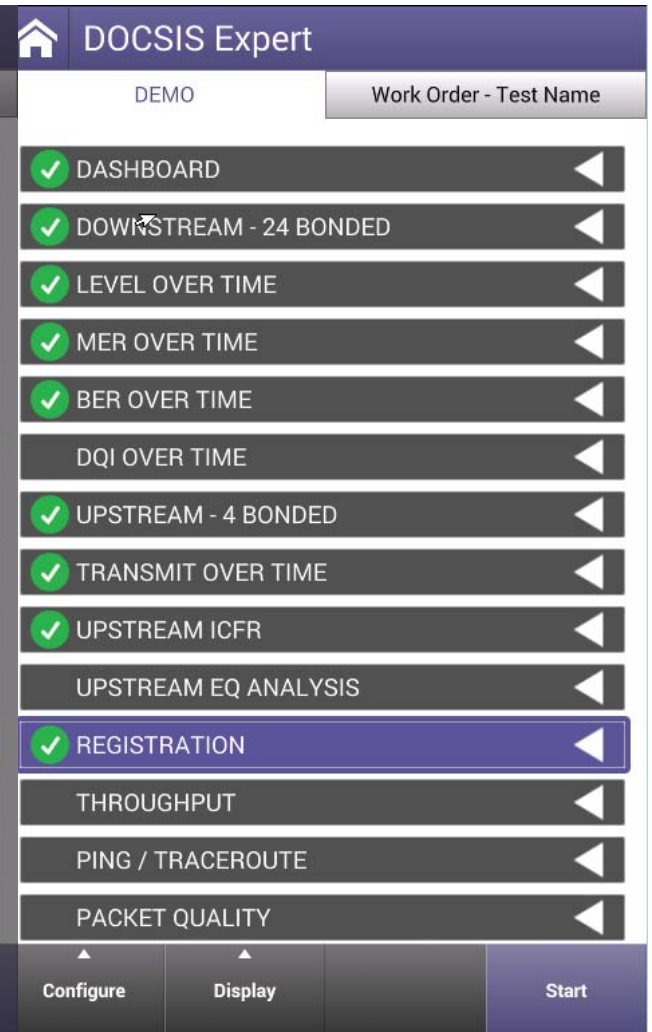 DOCSIS Expert
DEMO
Work Order - Test Name
DASHBOARD
DOWNSTREAM - 24 BONDED
LEVEL OVER TIME
MER OVER TIME
BER OVER TIME
DQI OVER TIME
UPSTREAM - 4 BONDED
TRANSMIT OVER TIME
UPSTREAM ICFR
UPSTREAM EQ ANALYSIS
REGISTRATION
THROUGHPUT
PING / TRACEROUTE
PACKET QUALITY
Configure
Display
Start